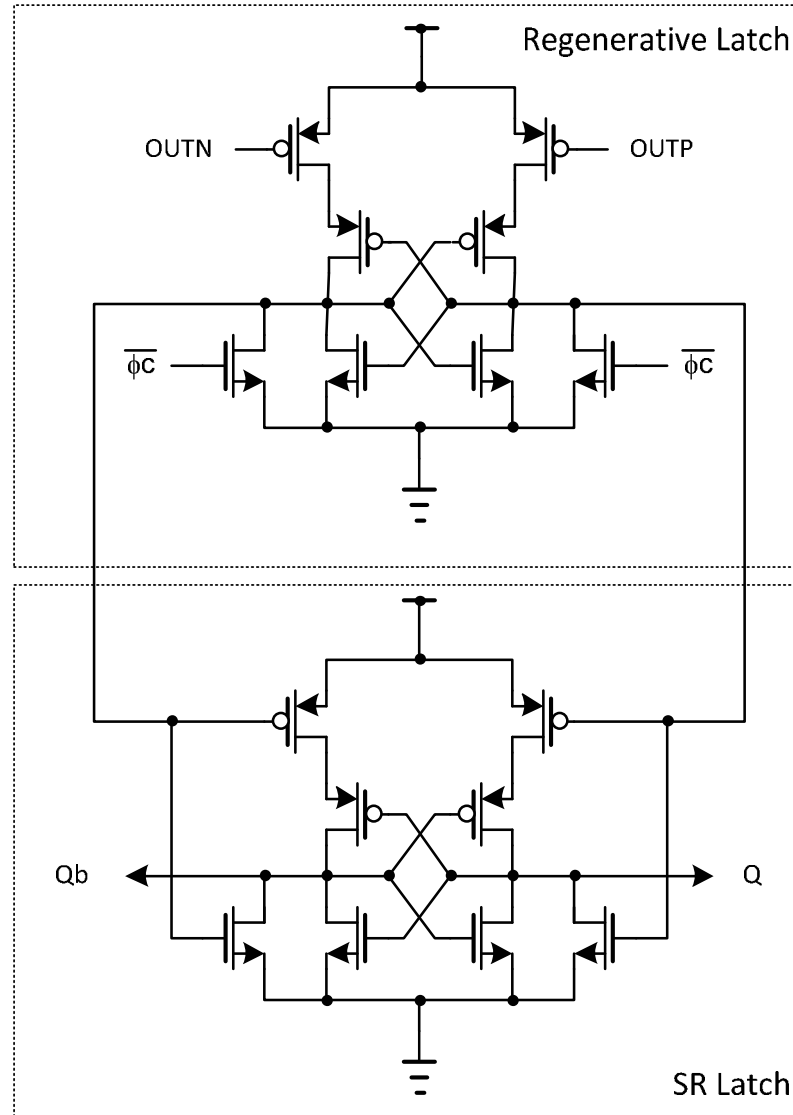 Regenerative Latch
OUTN
OUTP
ϕc
ϕc
Qb
Q
SR Latch